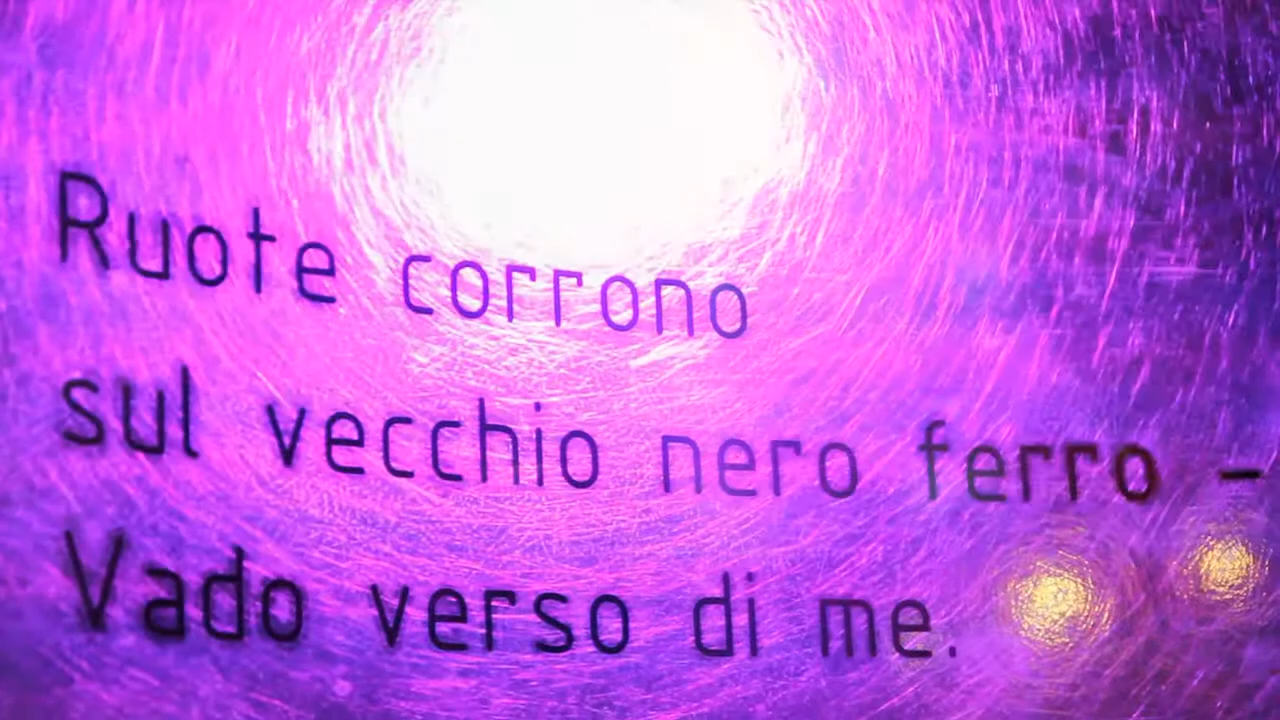 Ruote corrono
sul vecchio nero ferro –
Vado verso di me.